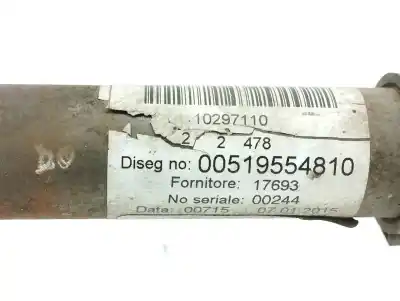 10297110
2 2 478
Diseg no: 00519554810
Fornitore: 17693
No seriale: 00244
Data: 00715 07.01.2015